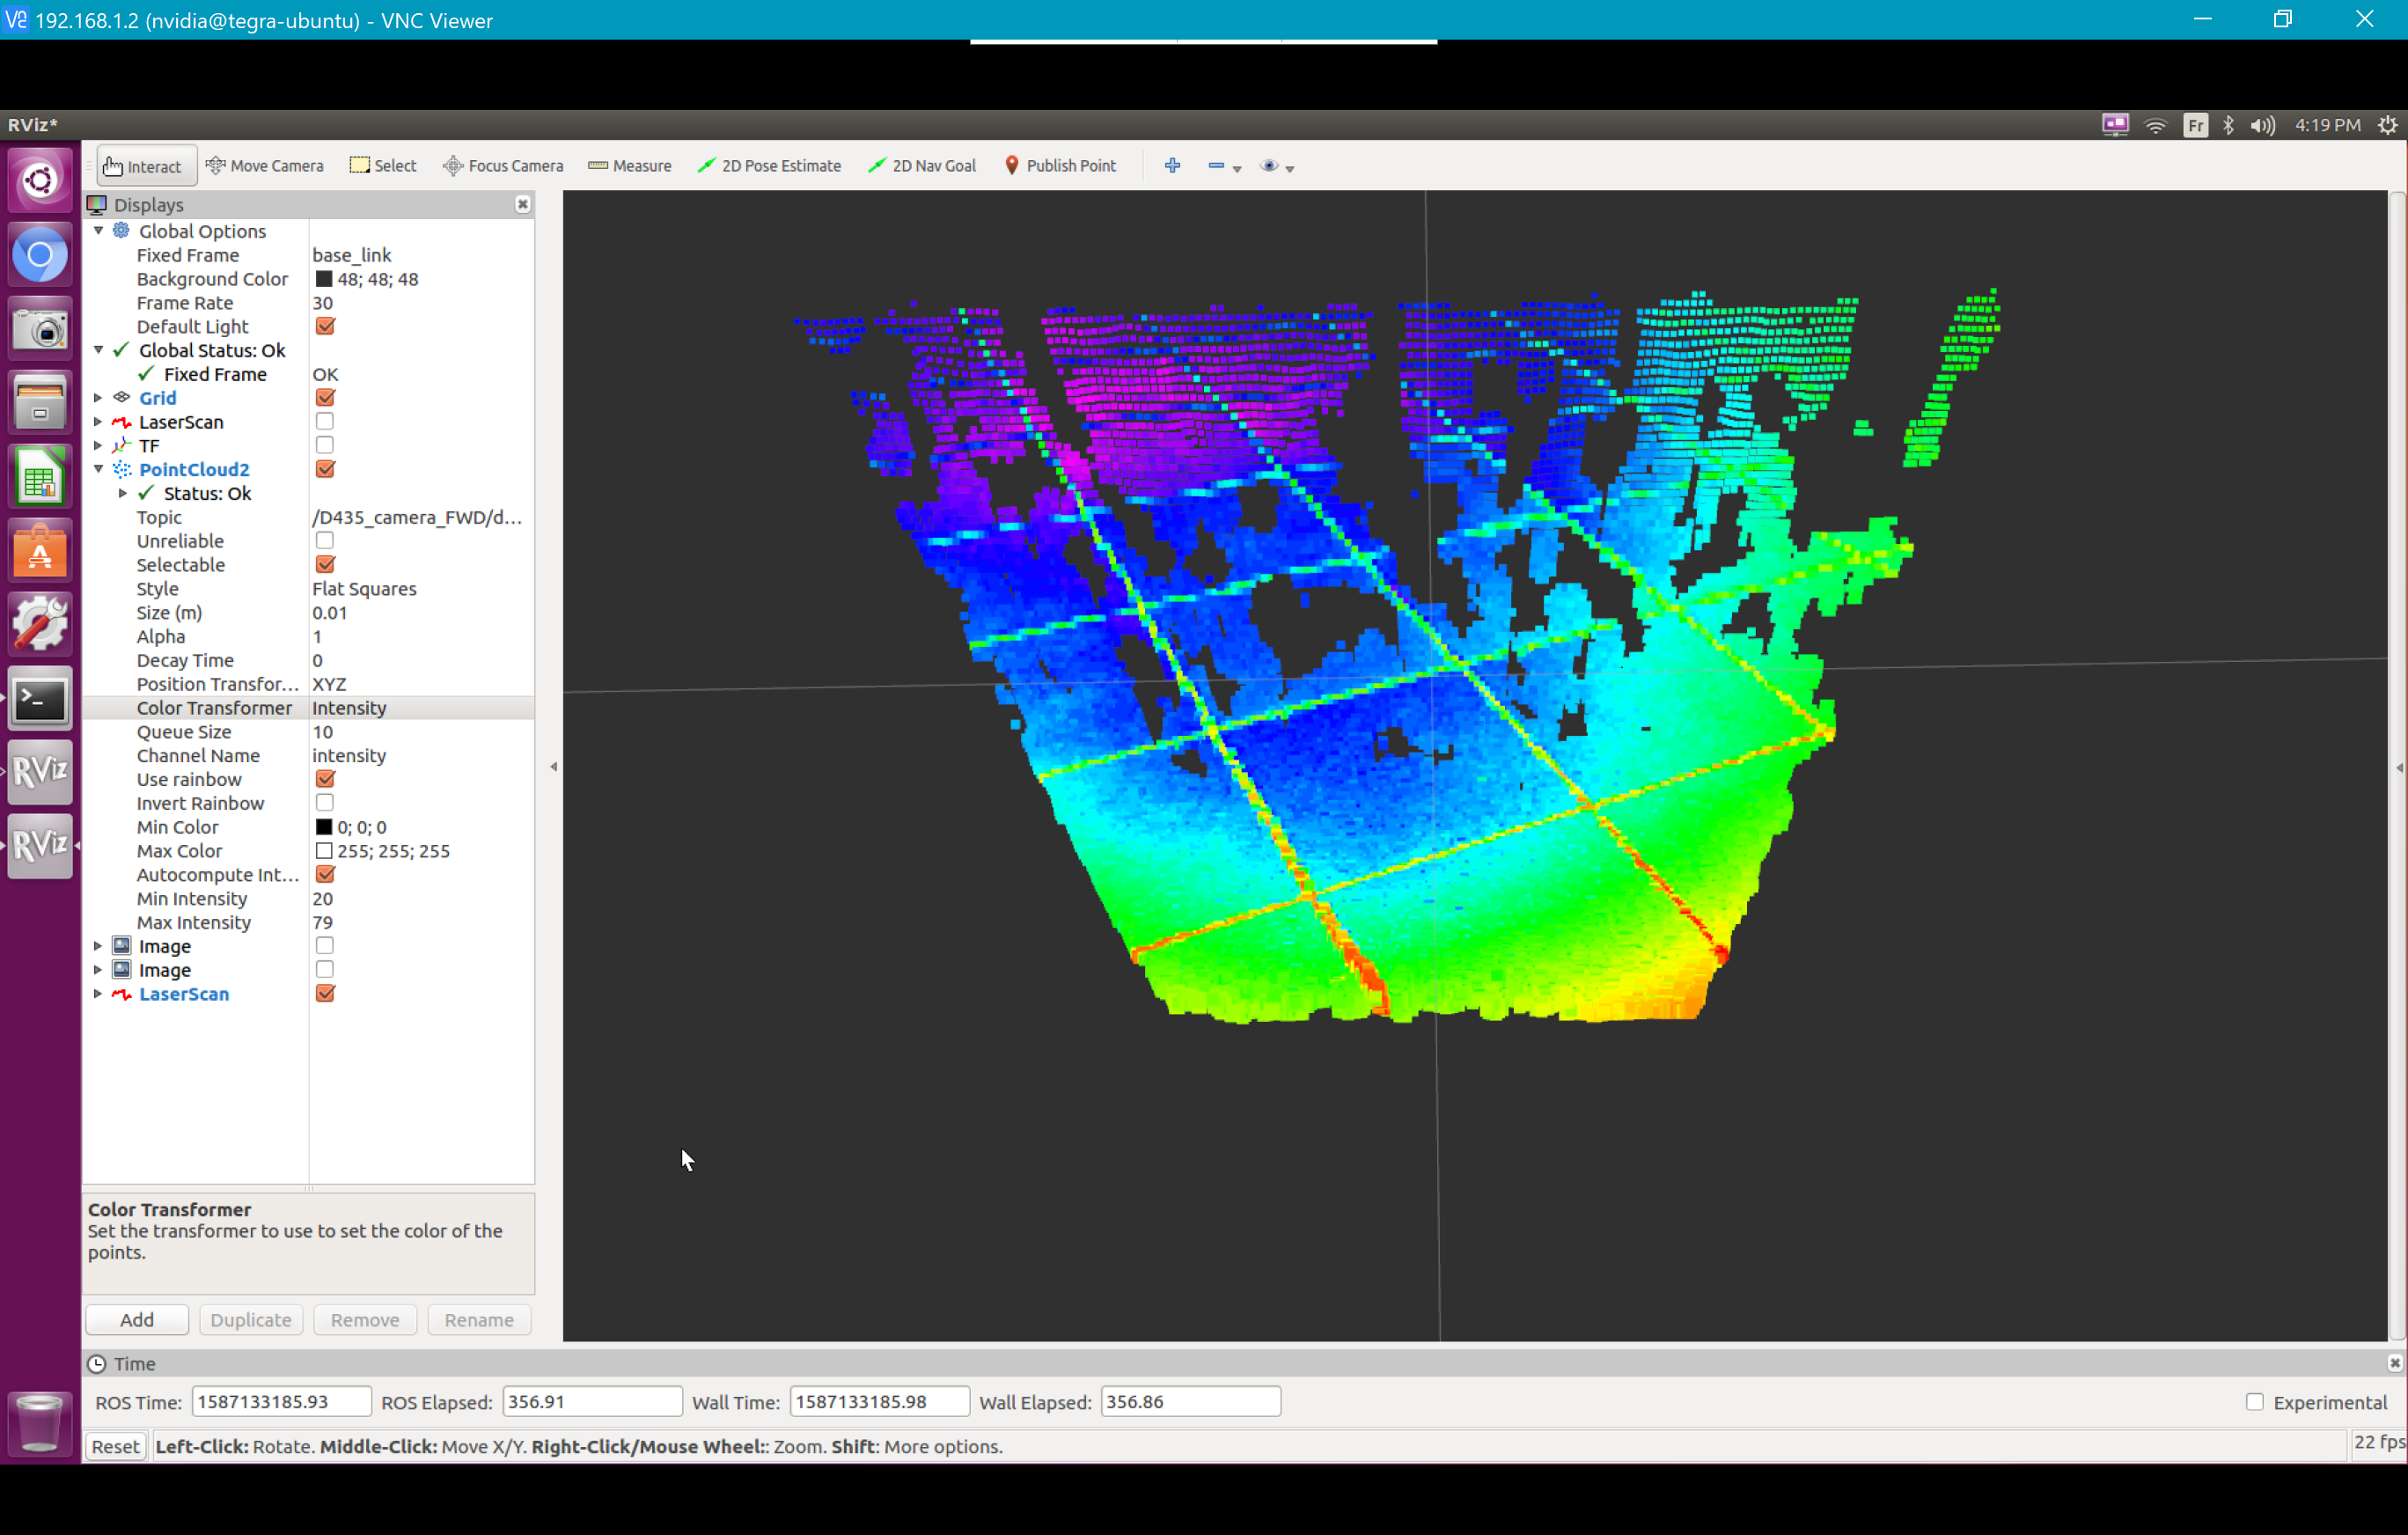 192.168.1.2 (nvidia@tegra-ubuntu) - VNC Viewer
RViz*
Fr
4:19 PM
Interact
Move Camera
Select
Focus Camera
Measure
2D Pose Estimate
2D Nav Goal
Publish Point
Displays
Global Options
Fixed Frame base_link
Background Color 48; 48; 48
Frame Rate 30
Default Light
Global Status: Ok
Fixed Frame OK
Grid
LaserScan
TF
PointCloud2
Status: Ok
Topic /D435_camera_FWD/d...
Unreliable
Selectable
Style Flat Squares
Size (m) 0.01
Alpha 1
Decay Time 0
Position Transfor... XYZ
Color Transformer Intensity
Queue Size 10
Channel Name intensity
Use rainbow
Invert Rainbow
Min Color 0; 0; 0
Max Color 255; 255; 255
Autocompute Int...
Min Intensity 20
Max Intensity 79
Image
Image
LaserScan
RViz
RViz
Color Transformer
Set the transformer to use to set the color of the
points.
Add Duplicate Remove Rename
Time
ROS Time: 1587133185.93 ROS Elapsed: 356.91 Wall Time: 1587133185.98 Wall Elapsed: 356.86 Experimental
Reset Left-Click: Rotate. Middle-Click: Move X/Y. Right-Click/Mouse Wheel:: Zoom. Shift: More options. 22 fps